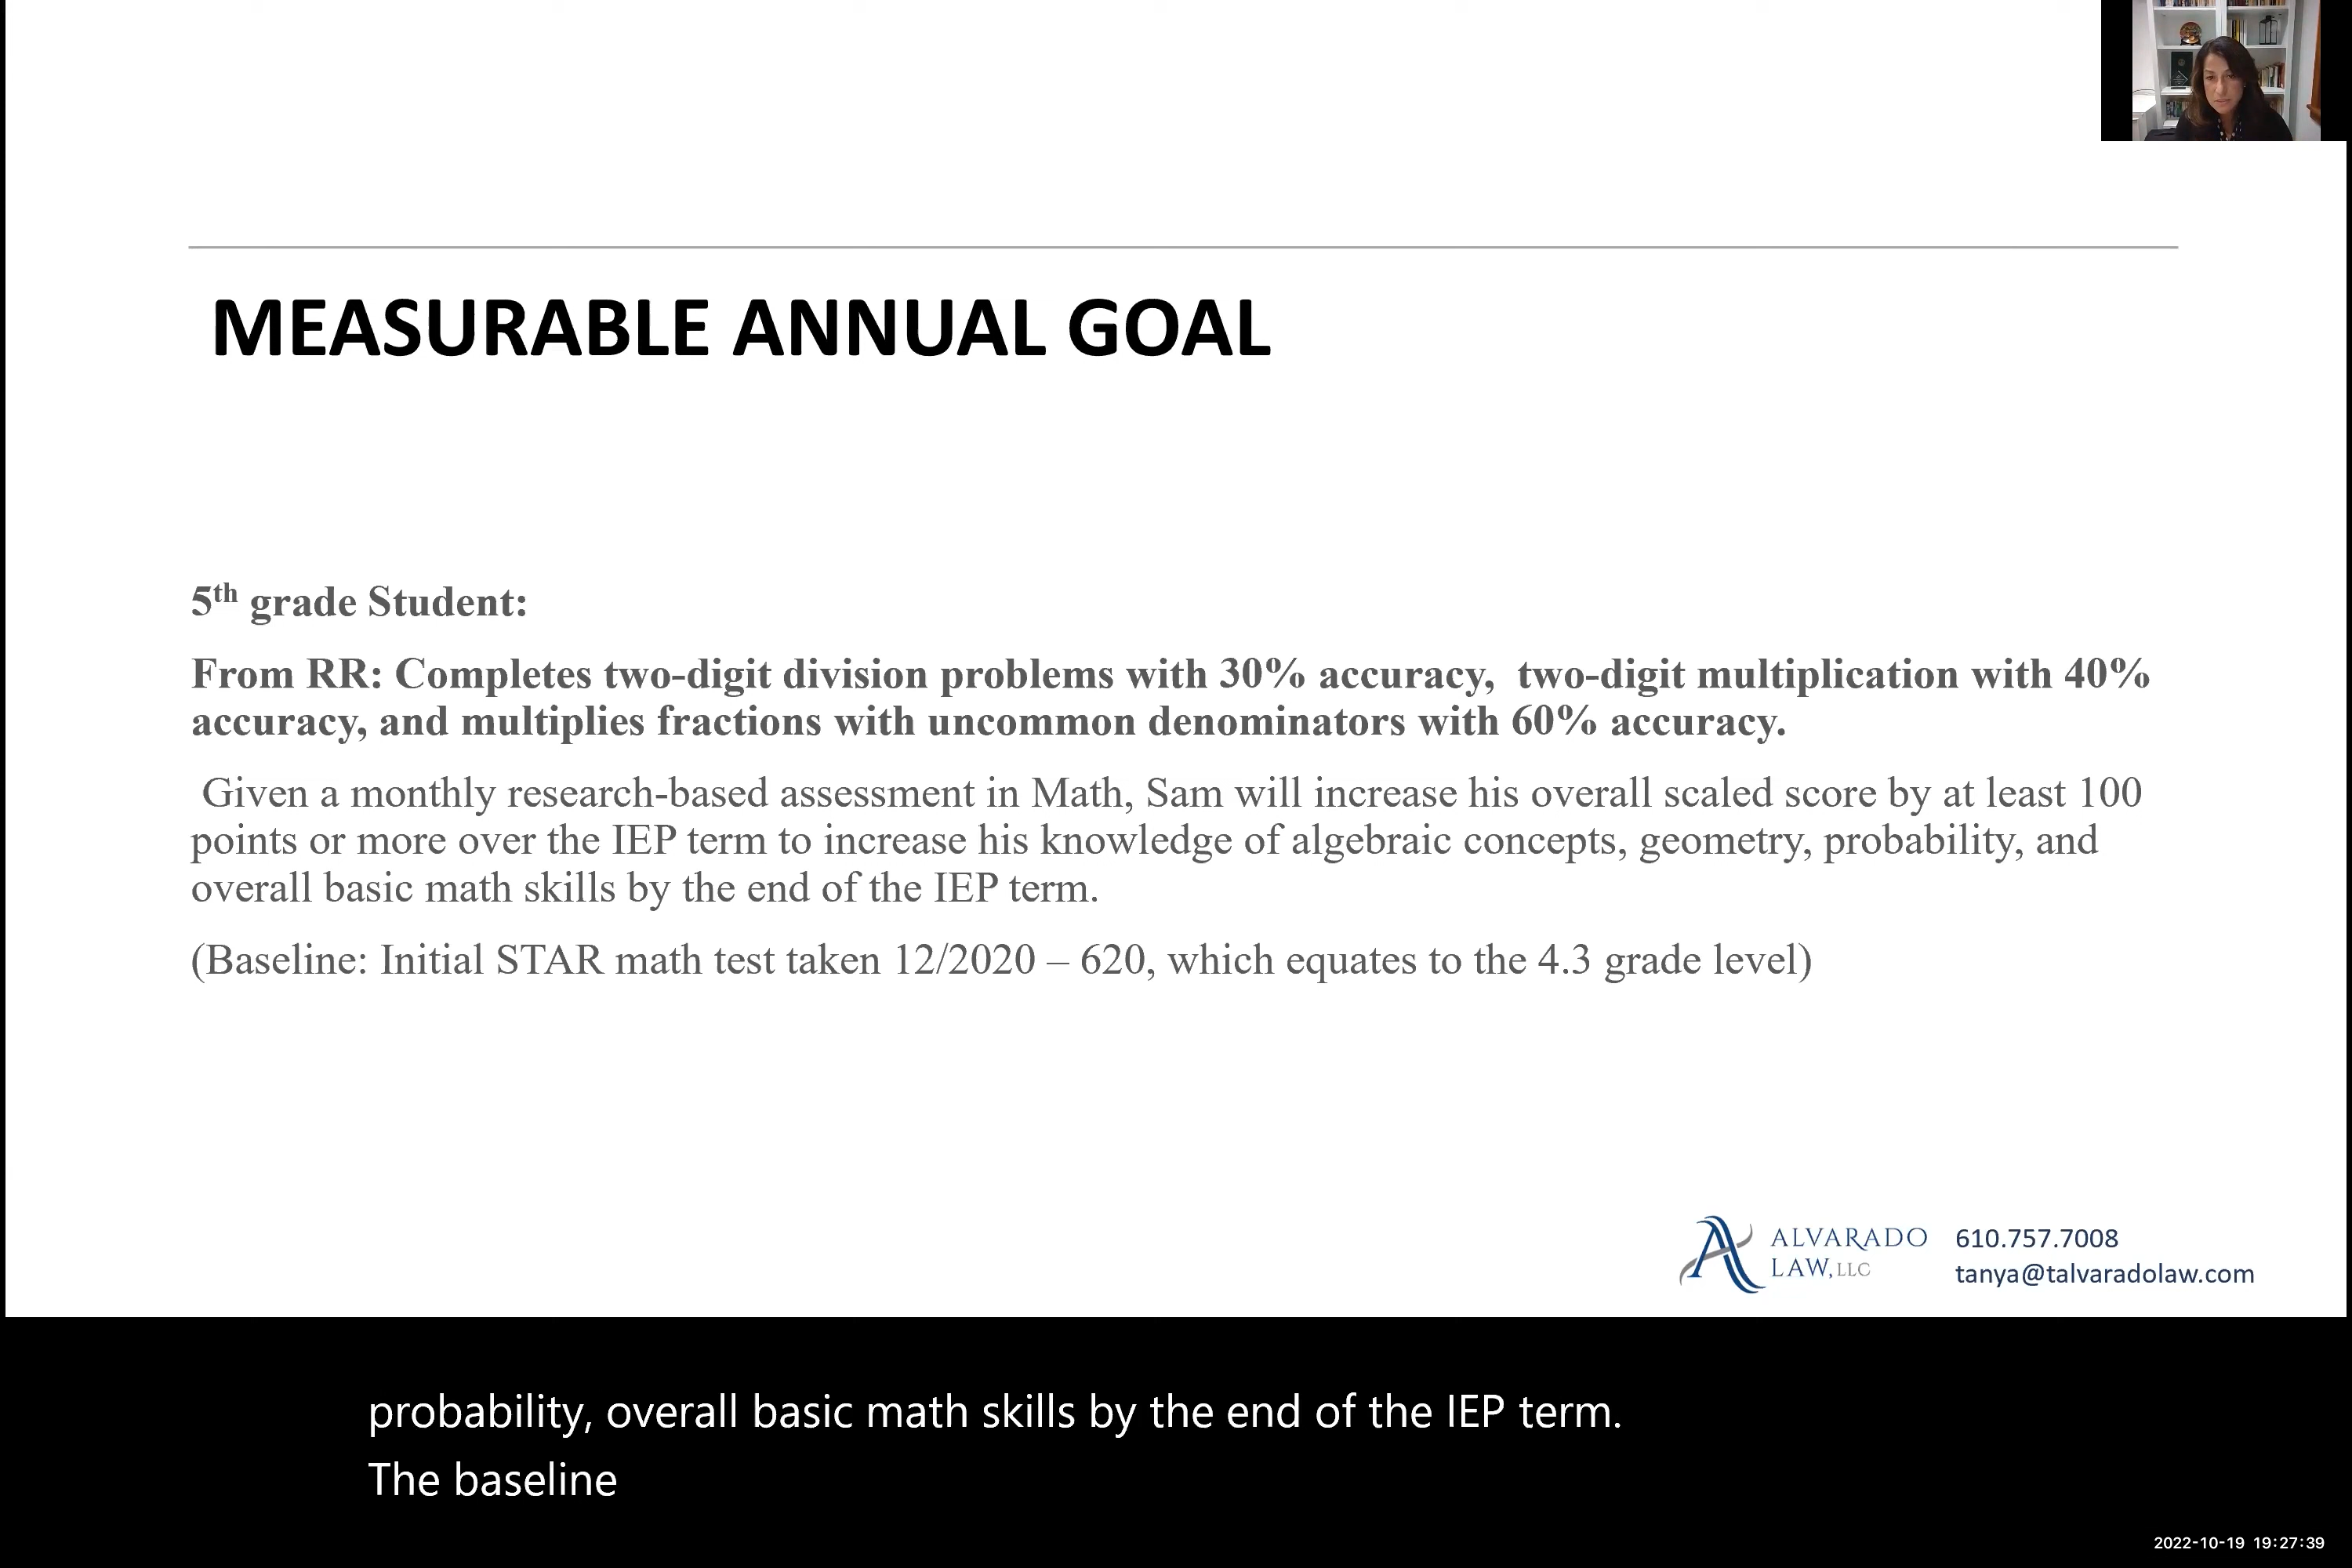 MEASURABLE ANNUAL GOAL
5th grade Student:
From RR: Completes two-digit division problems with 30% accuracy,  two-digit multiplication with 40%
accuracy, and multiplies fractions with uncommon denominators with 60% accuracy.
Given a monthly research-based assessment in Math, Sam will increase his overall scaled score by at least 100
points or more over the IEP term to increase his knowledge of algebraic concepts, geometry, probability, and
overall basic math skills by the end of the IEP term.
(Baseline: Initial STAR math test taken 12/2020 – 620, which equates to the 4.3 grade level)
ALVARADO
LAW, LLC
610.757.7008
tanya@talvaradolaw.com
probability, overall basic math skills by the end of the IEP term.
The baseline
2022-10-19 19:27:39